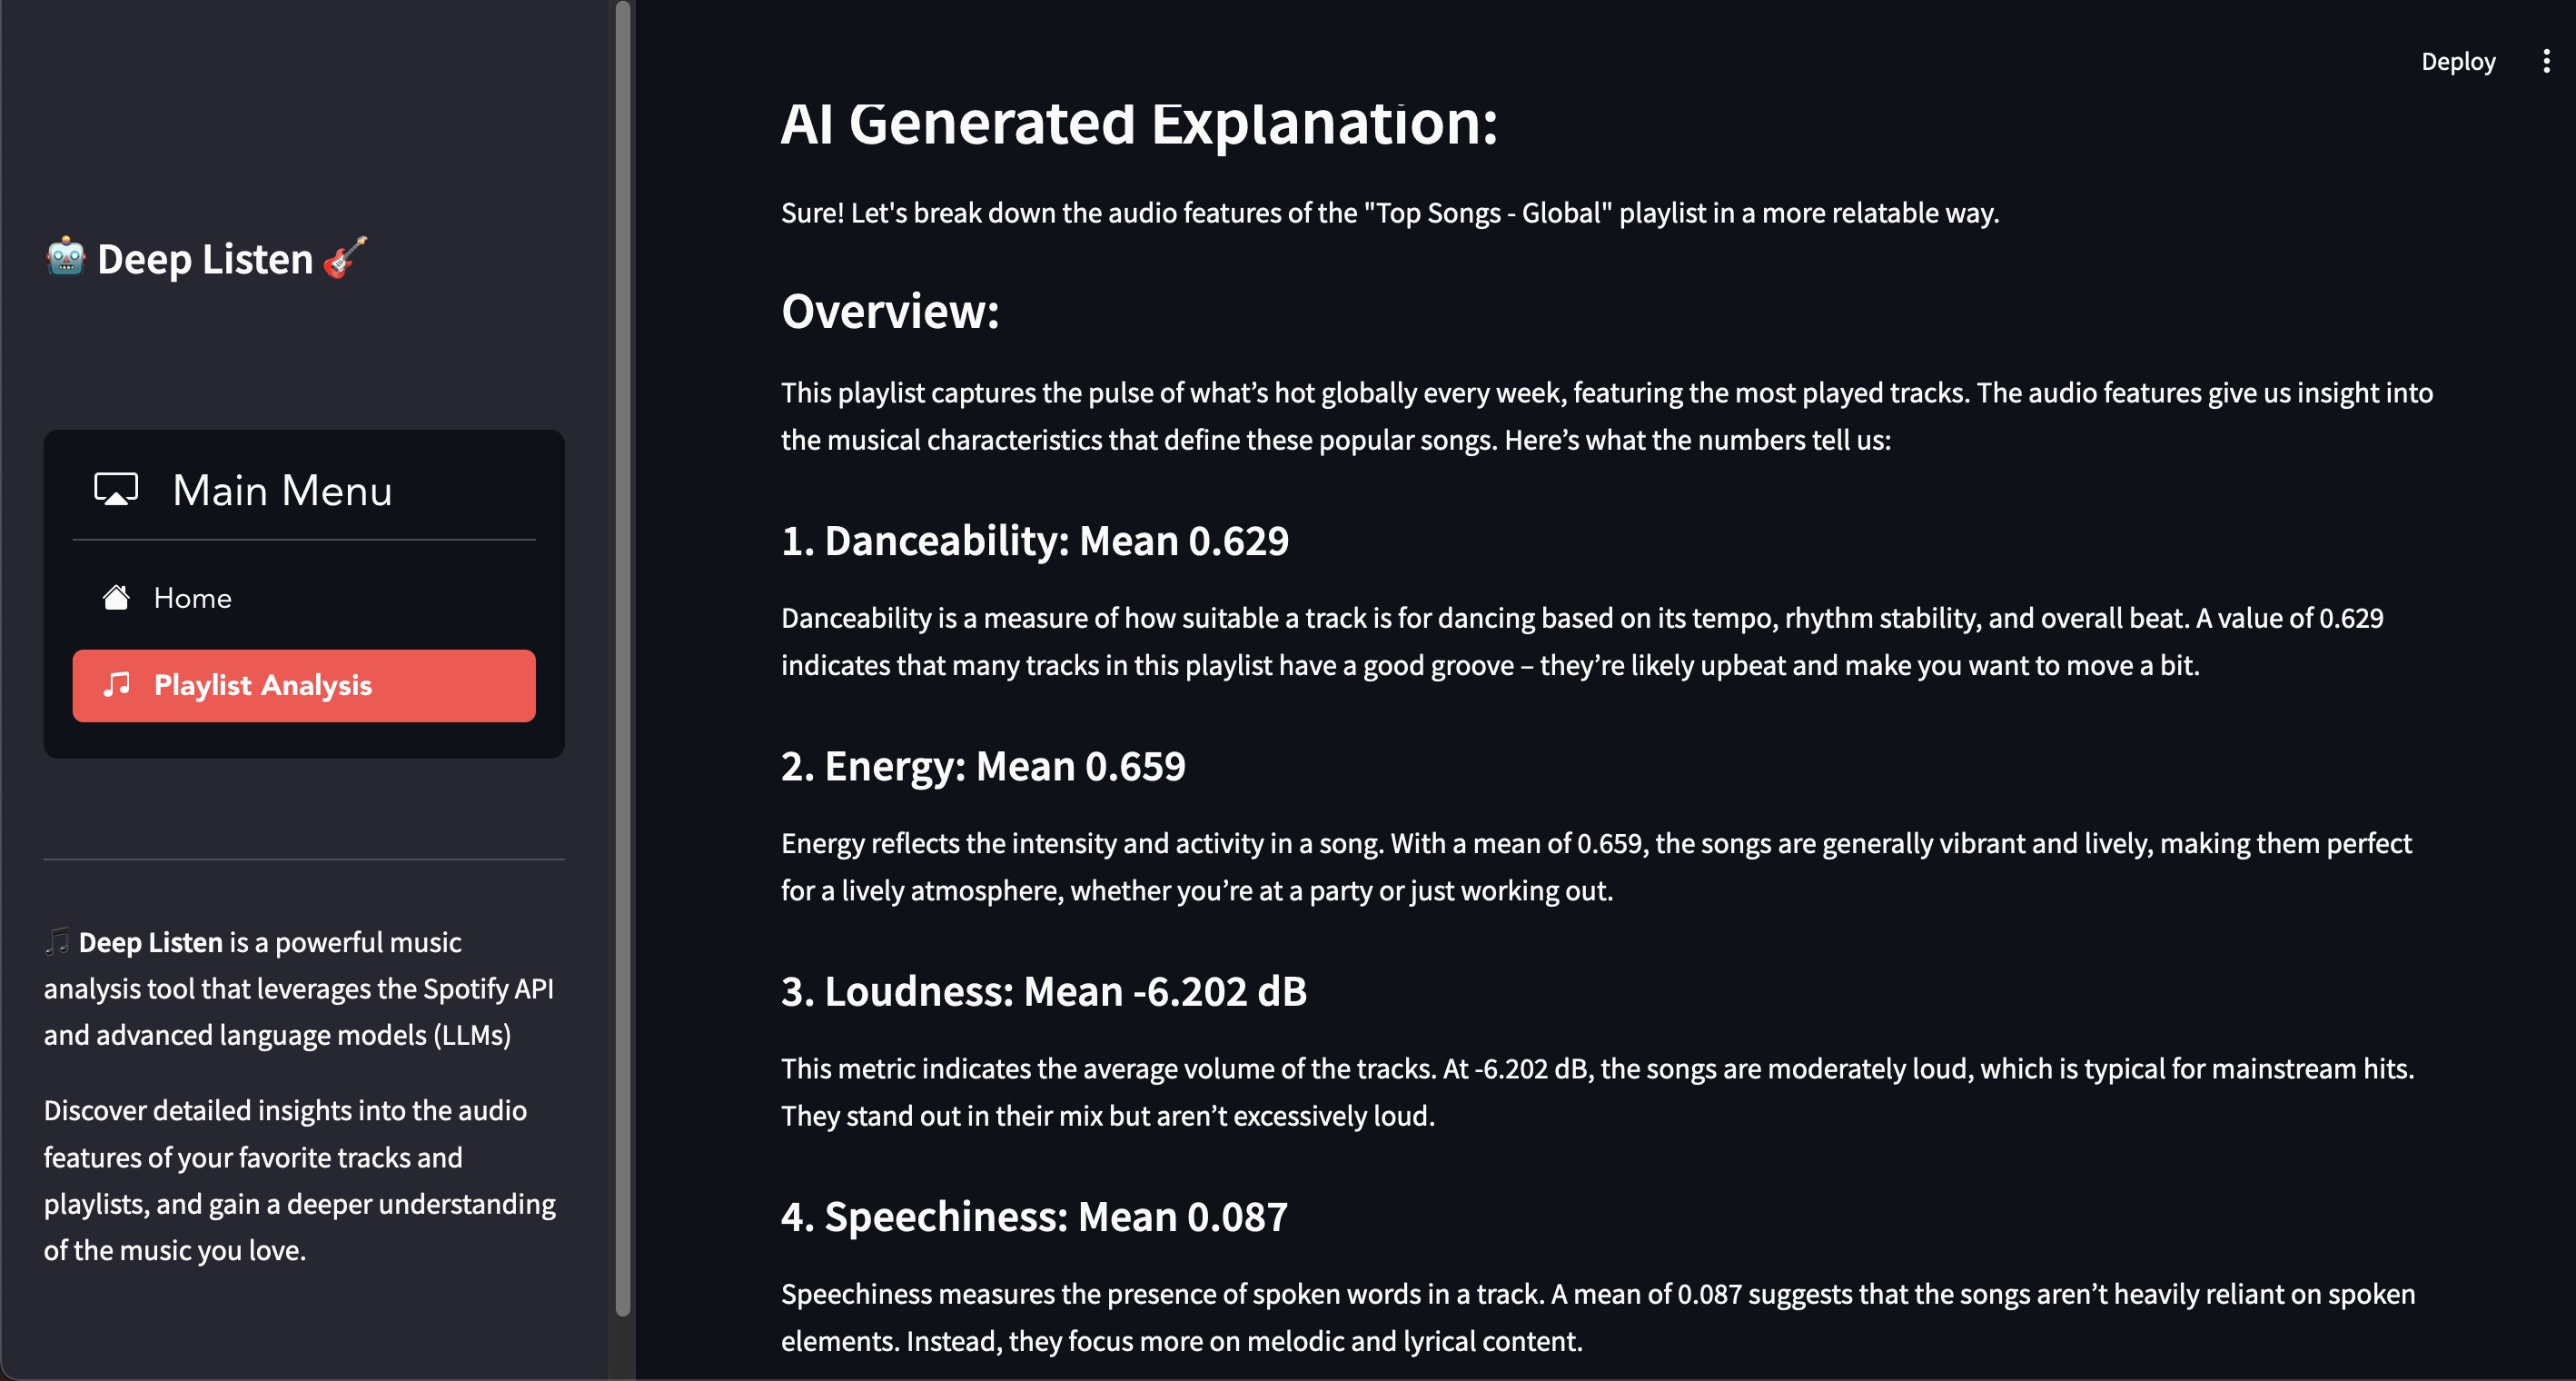 Deploy
🤖 Deep Listen 🎸
Main Menu
Home
Playlist Analysis
🎵 Deep Listen is a powerful music
analysis tool that leverages the Spotify API
and advanced language models (LLMs)
Discover detailed insights into the audio
features of your favorite tracks and
playlists, and gain a deeper understanding
of the music you love.
AI Generated Explanation:
Sure! Let's break down the audio features of the "Top Songs - Global" playlist in a more relatable way.
Overview:
This playlist captures the pulse of what’s hot globally every week, featuring the most played tracks. The audio features give us insight into
the musical characteristics that define these popular songs. Here’s what the numbers tell us:
1. Danceability: Mean 0.629
Danceability is a measure of how suitable a track is for dancing based on its tempo, rhythm stability, and overall beat. A value of 0.629
indicates that many tracks in this playlist have a good groove – they’re likely upbeat and make you want to move a bit.
2. Energy: Mean 0.659
Energy reflects the intensity and activity in a song. With a mean of 0.659, the songs are generally vibrant and lively, making them perfect
for a lively atmosphere, whether you’re at a party or just working out.
3. Loudness: Mean -6.202 dB
This metric indicates the average volume of the tracks. At -6.202 dB, the songs are moderately loud, which is typical for mainstream hits.
They stand out in their mix but aren’t excessively loud.
4. Speechiness: Mean 0.087
Speechiness measures the presence of spoken words in a track. A mean of 0.087 suggests that the songs aren’t heavily reliant on spoken
elements. Instead, they focus more on melodic and lyrical content.